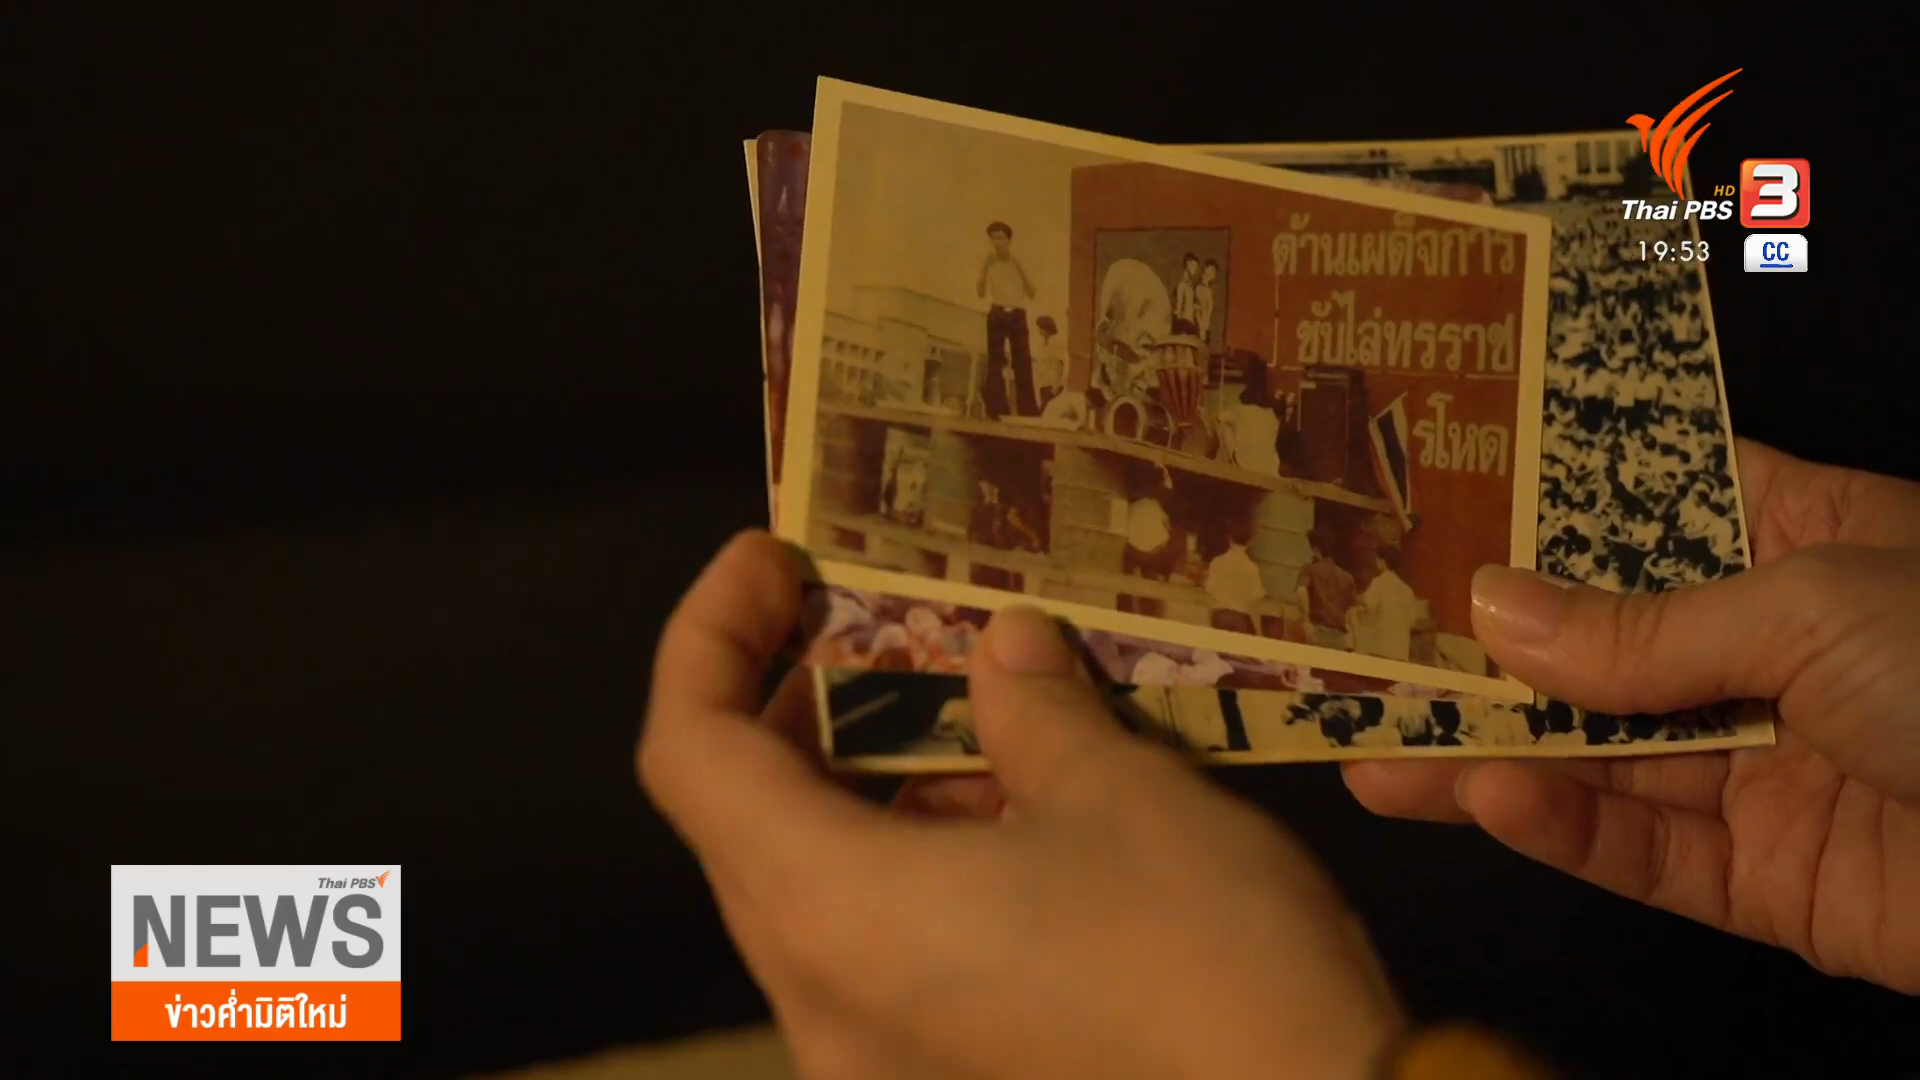 ต้านเผด็จการ
ขับไล่ทรราช
รโหด
HD
Thai PBS 3
19:53 CC
Thai PBS
NEWS
ข่าวค่ำมิติใหม่